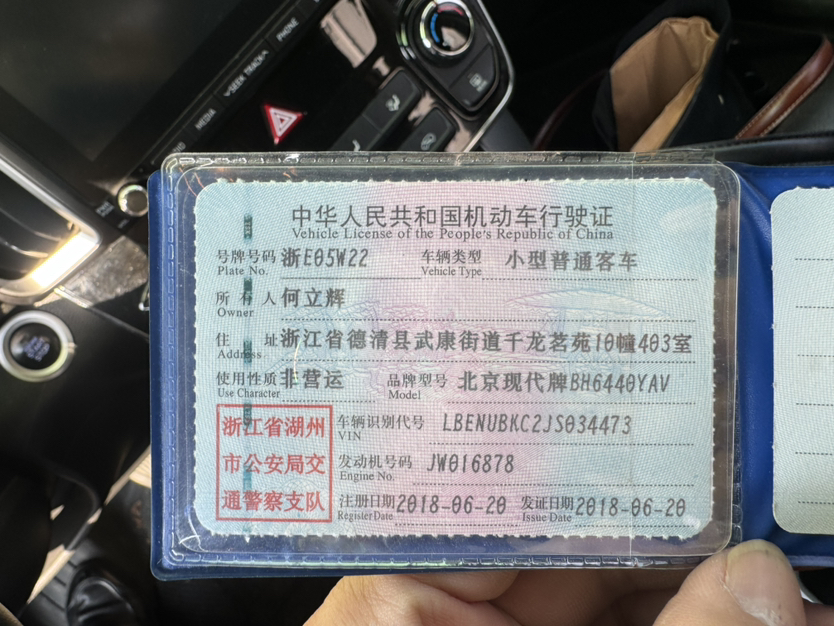 SEEK TRACK
PHONE
MEDIA
中华人民共和国机动车行驶证
Vehicle License of the People's Republic of China
号牌号码 浙E05W22 车辆类型 小型普通客车
Plate No. Vehicle Type
所有人 何立辉
Owner
住址 浙江省德清县武康街道千龙茗苑10幢403室
Address
使用性质 非营运 品牌型号 北京现代牌BH6440YAV
Use Character Model
浙江省湖州
市公安局交
通警察支队
车辆识别代号 LBENUBKC2JS034473
VIN
发动机号码 JW016878
Engine No.
注册日期 2018-06-20 发证日期 2018-06-20
Register Date Issue Date